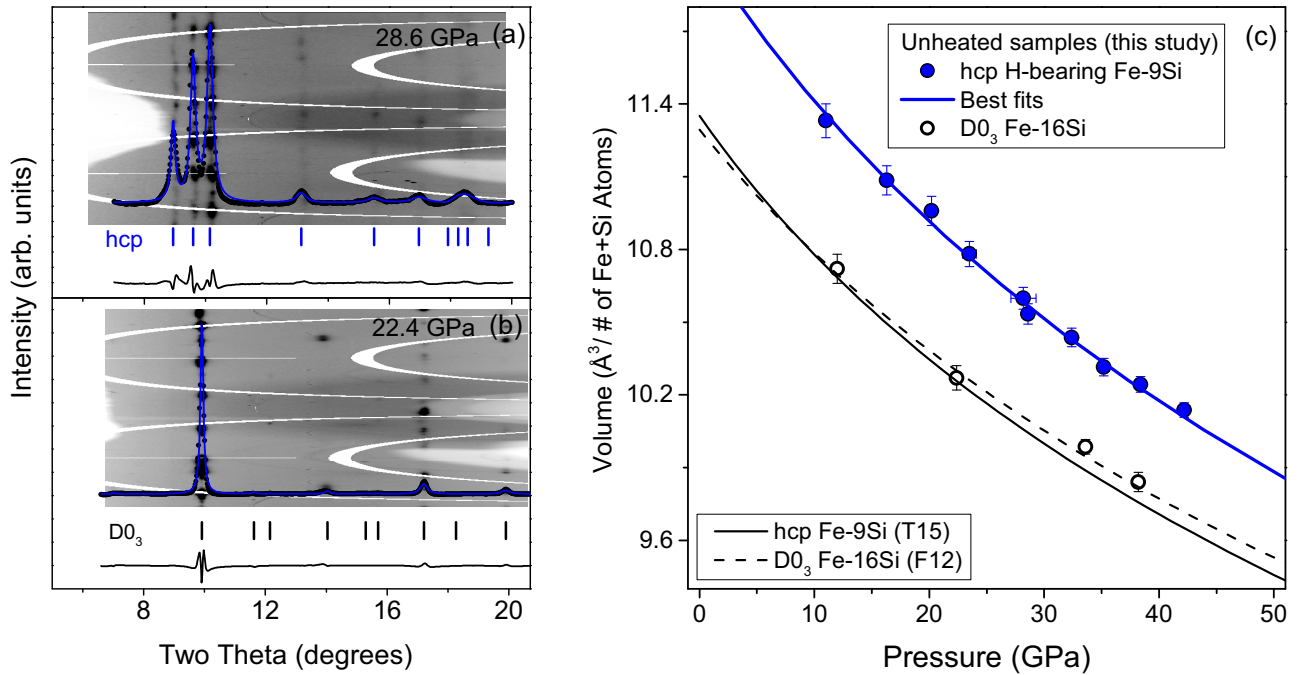 28.6 GPa (a)
hcp
22.4 GPa (b)
D0₃
Intensity (arb. units)
8 12 16 20
Two Theta (degrees)
(c)
Unheated samples (this study)
hcp H-bearing Fe-9Si
Best fits
D0₃ Fe-16Si
11.4
10.8
10.2
9.6
Volume (Å³/ # of Fe+Si Atoms)
hcp Fe-9Si (T15)
D0₃ Fe-16Si (F12)
0 10 20 30 40 50
Pressure (GPa)